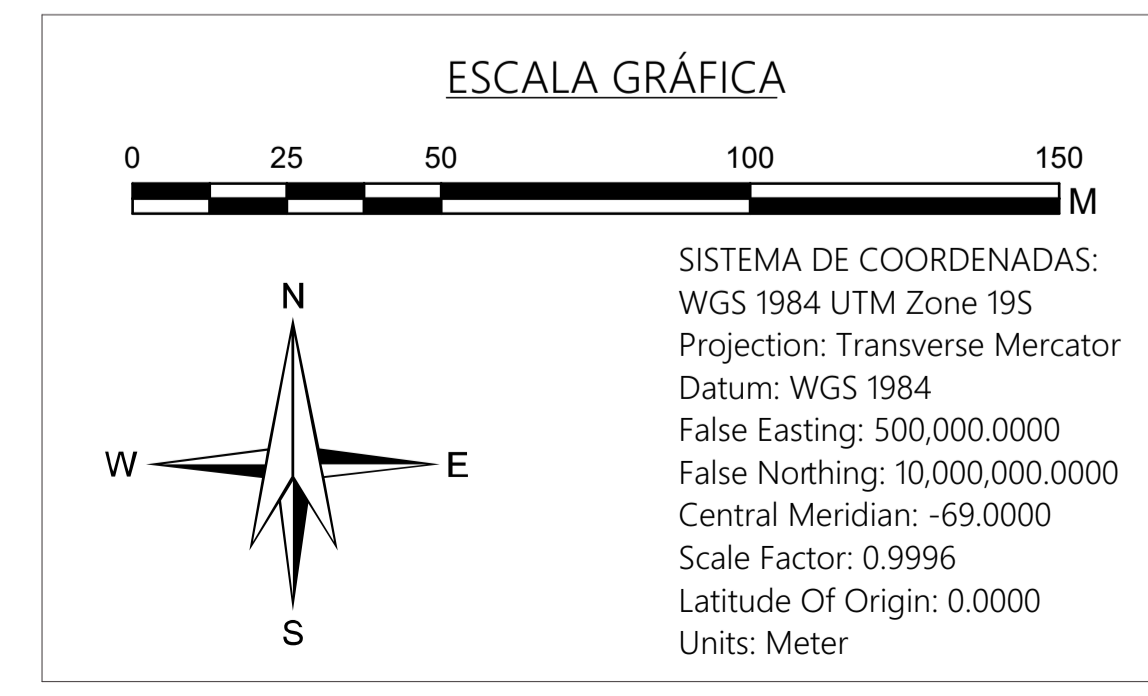 ESCALA GRÁFICA
0 25 50 100 150
M
SISTEMA DE COORDENADAS:
WGS 1984 UTM Zone 19S
Projection: Transverse Mercator
Datum: WGS 1984
False Easting: 500,000.0000
False Northing: 10,000,000.0000
Central Meridian: -69.0000
Scale Factor: 0.9996
Latitude Of Origin: 0.0000
Units: Meter
N
W E
S